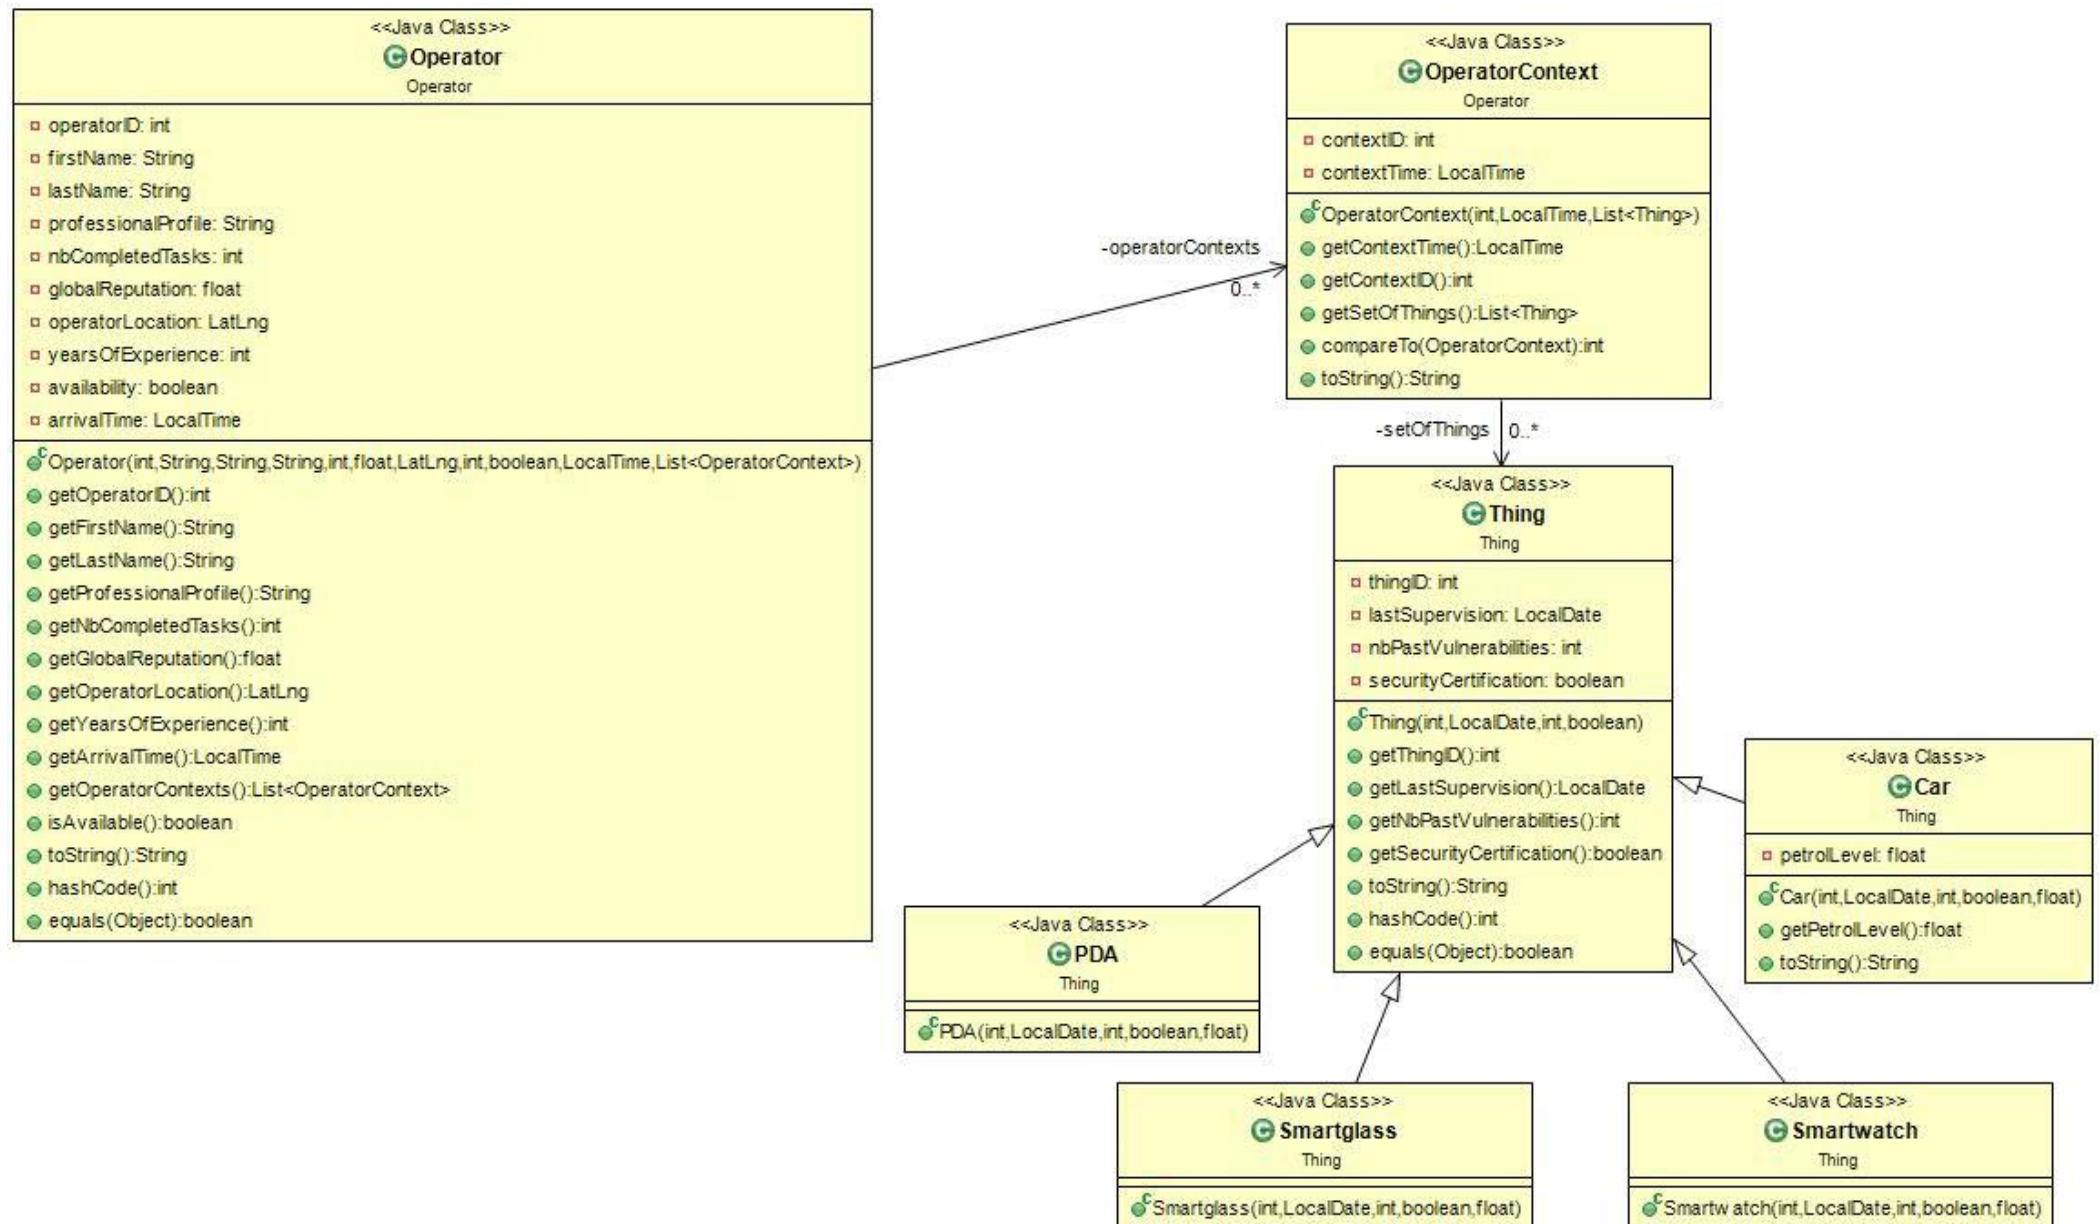 <<Java Class>>
Operator
Operator
operatorID: int
firstName: String
lastName: String
professionalProfile: String
nbCompletedTasks: int
globalReputation: float
operatorLocation: LatLng
yearsOfExperience: int
availability: boolean
arrivalTime: LocalTime
Operator(int,String,String,String,int,float,LatLng,int,boolean,LocalTime,List<OperatorContext>)
getOperatorID():int
getFirstName():String
getLastName():String
getProfessionalProfile():String
getNbCompletedTasks():int
getGlobalReputation():float
getOperatorLocation():LatLng
getYearsOfExperience():int
getArrivalTime():LocalTime
getOperatorContexts():List<OperatorContext>
isAvailable():boolean
toString():String
hashCode():int
equals(Object):boolean
-operatorContexts
0..*
<<Java Class>>
OperatorContext
Operator
contextID: int
contextTime: LocalTime
OperatorContext(int,LocalTime,List<Thing>)
getContextTime():LocalTime
getContextID():int
getSetOfThings():List<Thing>
compareTo(OperatorContext):int
toString():String
-setOfThings
0..*
<<Java Class>>
Thing
Thing
thingID: int
lastSupervision: LocalDate
nbPastVulnerabilities: int
securityCertification: boolean
Thing(int,LocalDate,int,boolean)
getThingID():int
getLastSupervision():LocalDate
getNbPastVulnerabilities():int
getSecurityCertification():boolean
toString():String
hashCode():int
equals(Object):boolean
<<Java Class>>
Car
Thing
petrolLevel: float
Car(int,LocalDate,int,boolean,float)
getPetrolLevel():float
toString():String
<<Java Class>>
PDA
Thing
PDA(int,LocalDate,int,boolean,float)
<<Java Class>>
Smartglass
Thing
Smartglass(int,LocalDate,int,boolean,float)
<<Java Class>>
Smartwatch
Thing
Smartwatch(int,LocalDate,int,boolean,float)